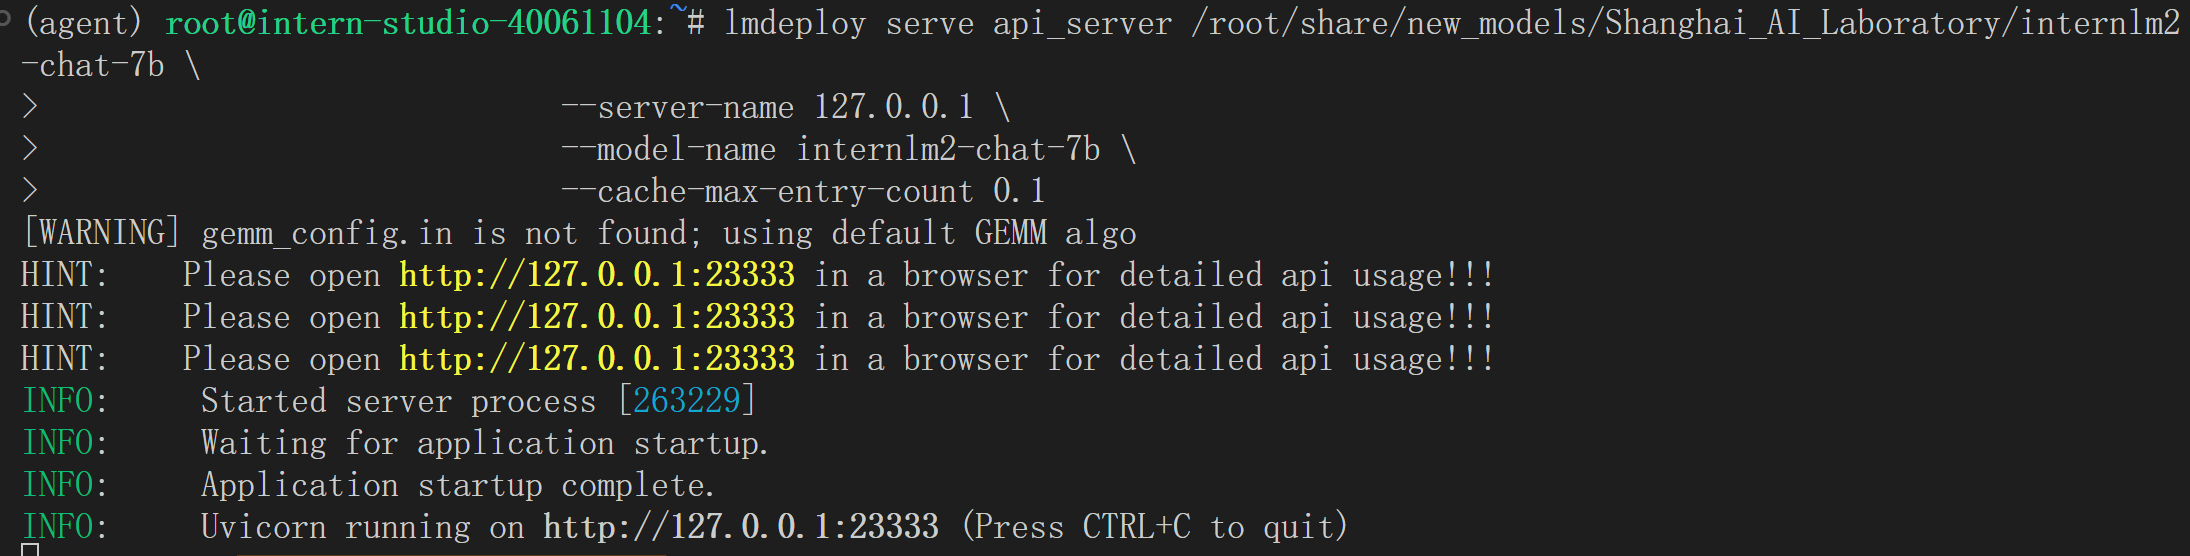 (agent) root@intern-studio-40061104:~# lmdeploy serve api_server /root/share/new_models/Shanghai_AI_Laboratory/internlm2
-chat-7b \
>                              --server-name 127.0.0.1 \
>                              --model-name internlm2-chat-7b \
>                              --cache-max-entry-count 0.1
[WARNING] gemm_config.in is not found; using default GEMM algo
HINT:    Please open http://127.0.0.1:23333 in a browser for detailed api usage!!!
HINT:    Please open http://127.0.0.1:23333 in a browser for detailed api usage!!!
HINT:    Please open http://127.0.0.1:23333 in a browser for detailed api usage!!!
INFO:     Started server process [263229]
INFO:     Waiting for application startup.
INFO:     Application startup complete.
INFO:     Uvicorn running on http://127.0.0.1:23333 (Press CTRL+C to quit)